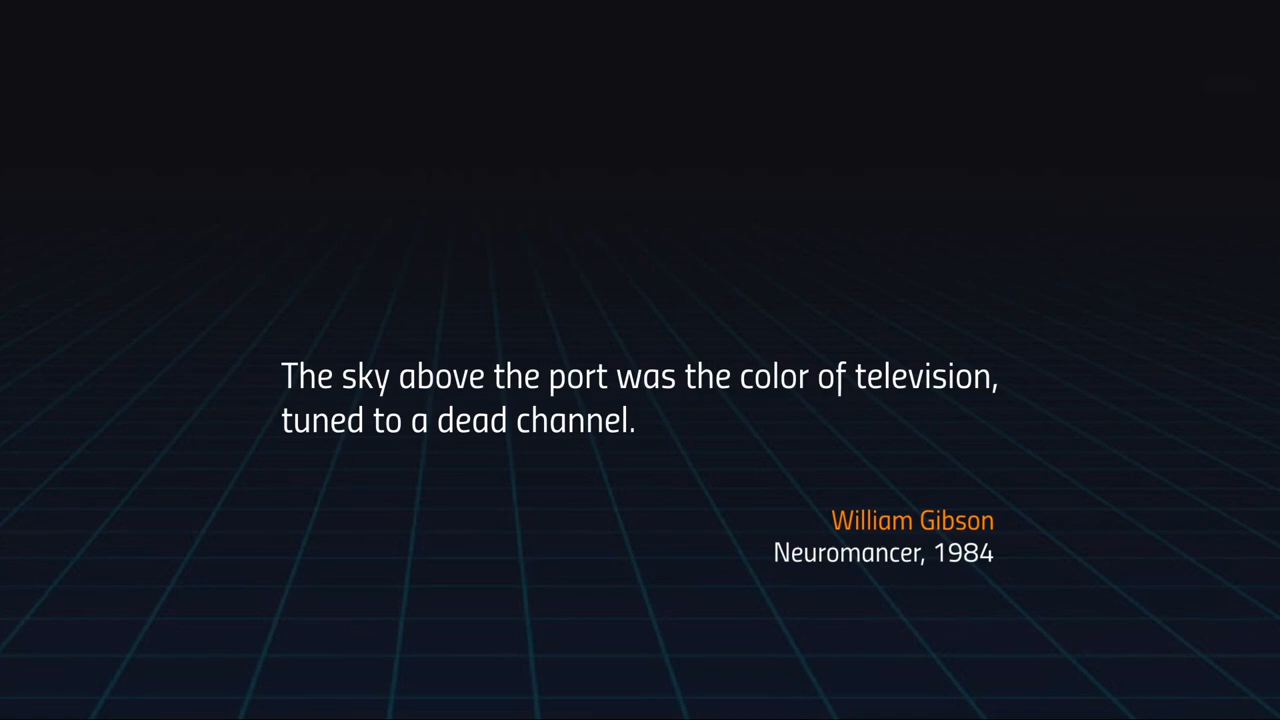 The sky above the port was the color of television,
tuned to a dead channel.
William Gibson
Neuromancer, 1984